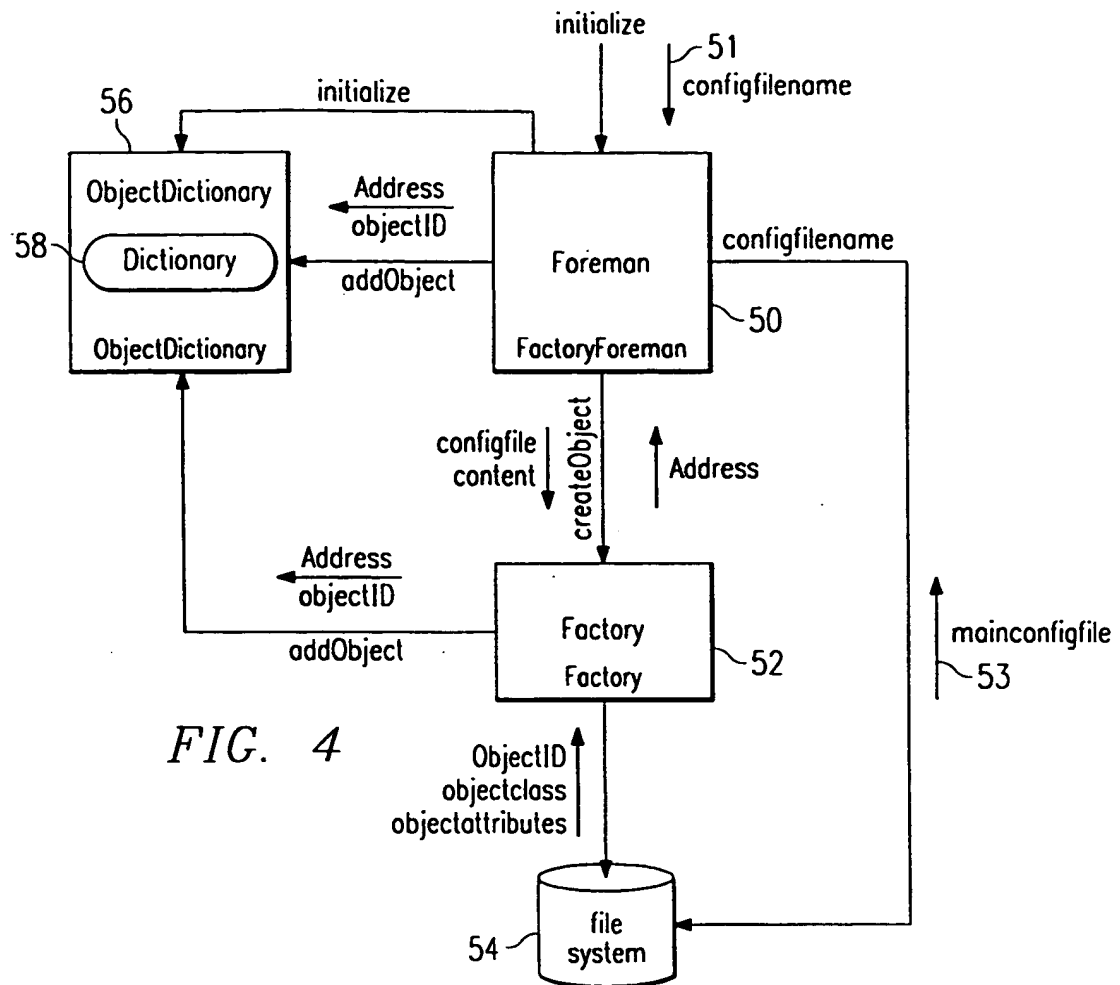 initialize
51
configfilename
initialize
56
ObjectDictionary
Address
objectID
58
Dictionary
addObject
Foreman
configfilename
50
ObjectDictionary
FactoryForeman
configfile
content
createObject
Address
Address
objectID
addObject
Factory
Factory
52
mainconfigfile
53
FIG. 4
ObjectID
objectclass
objectattributes
file
system
54